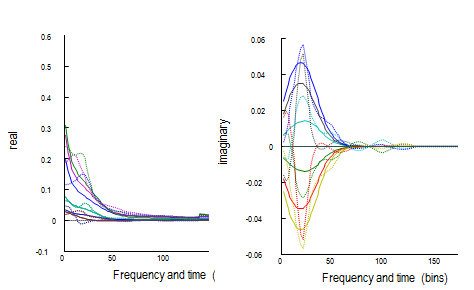 real
0.6
0.5
0.4
0.3
0.2
0.1
0
-0.1
0 50 100
Frequency and time (
imaginary
0.06
0.04
0.02
0
-0.02
-0.04
-0.06
0 50 100 150
Frequency and time (bins)